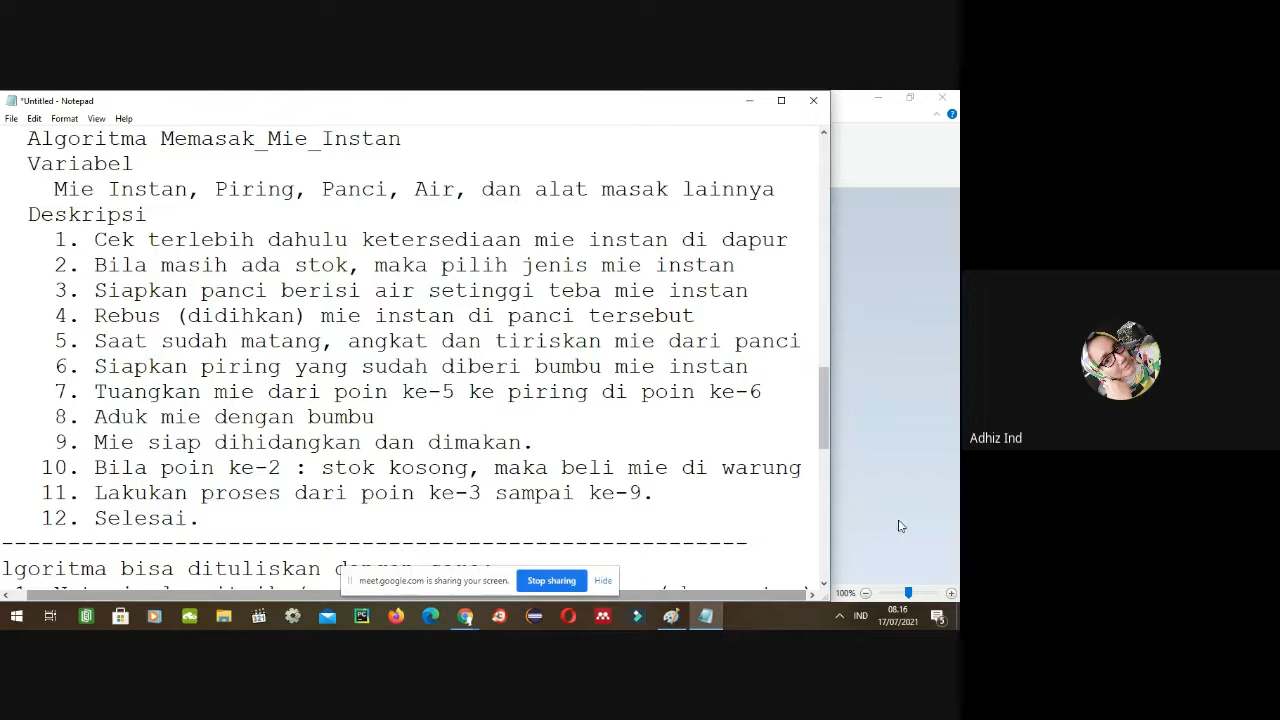 *Untitled - Notepad
File Edit Format View Help
Algoritma Memasak_Mie_Instan
Variabel
Mie Instan, Piring, Panci, Air, dan alat masak lainnya
Deskripsi
1. Cek terlebih dahulu ketersediaan mie instan di dapur
2. Bila masih ada stok, maka pilih jenis mie instan
3. Siapkan panci berisi air setinggi teba mie instan
4. Rebus (didihkan) mie instan di panci tersebut
5. Saat sudah matang, angkat dan tiriskan mie dari panci
6. Siapkan piring yang sudah diberi bumbu mie instan
7. Tuangkan mie dari poin ke-5 ke piring di poin ke-6
8. Aduk mie dengan bumbu
9. Mie siap dihidangkan dan dimakan.
10. Bila poin ke-2 : stok kosong, maka beli mie di warung
11. Lakukan proses dari poin ke-3 sampai ke-9.
12. Selesai.
--------------------------------------------------------
lgoritma bisa dituliskan
meet.google.com is sharing your screen. Stop sharing Hide
100%
IND
08.16
17/07/2021
5
Adhiz Ind